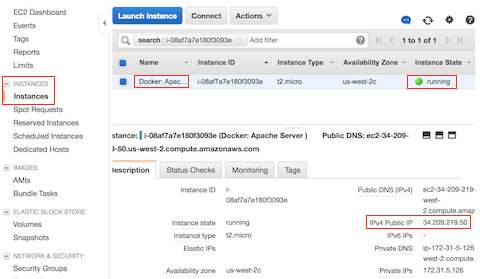 EC2 Dashboard
Events
Tags
Reports
Limits
INSTANCES
Instances
Spot Requests
Reserved Instances
Scheduled Instances
Dedicated Hosts
IMAGES
AMIs
Bundle Tasks
ELASTIC BLOCK STORE
Volumes
Snapshots
NETWORK & SECURITY
Security Groups
Launch Instance
Connect
Actions
search : i-08af7a7e180f3093e
Add filter
1 to 1 of 1
Name Instance ID Instance Type Availability Zone Instance State
Docker: Apac... i-08af7a7e180f3093e t2.micro us-west-2c running
Instance: i-08af7a7e180f3093e (Docker: Apache Server ) Public DNS: ec2-34-209-219-50.us-west-2.compute.amazonaws.com
Description Status Checks Monitoring Tags
Instance ID i-08af7a7e180f3093e
Instance state running
Instance type t2.micro
Elastic IPs
Availability zone us-west-2c
Public DNS (IPv4) ec2-34-209-219
west-2.compute.amaz
IPv4 Public IP 34.209.219.50
IPv6 IPs -
Private DNS ip-172-31-5-126.
west-2.compute.
Private IPs 172.31.5.126